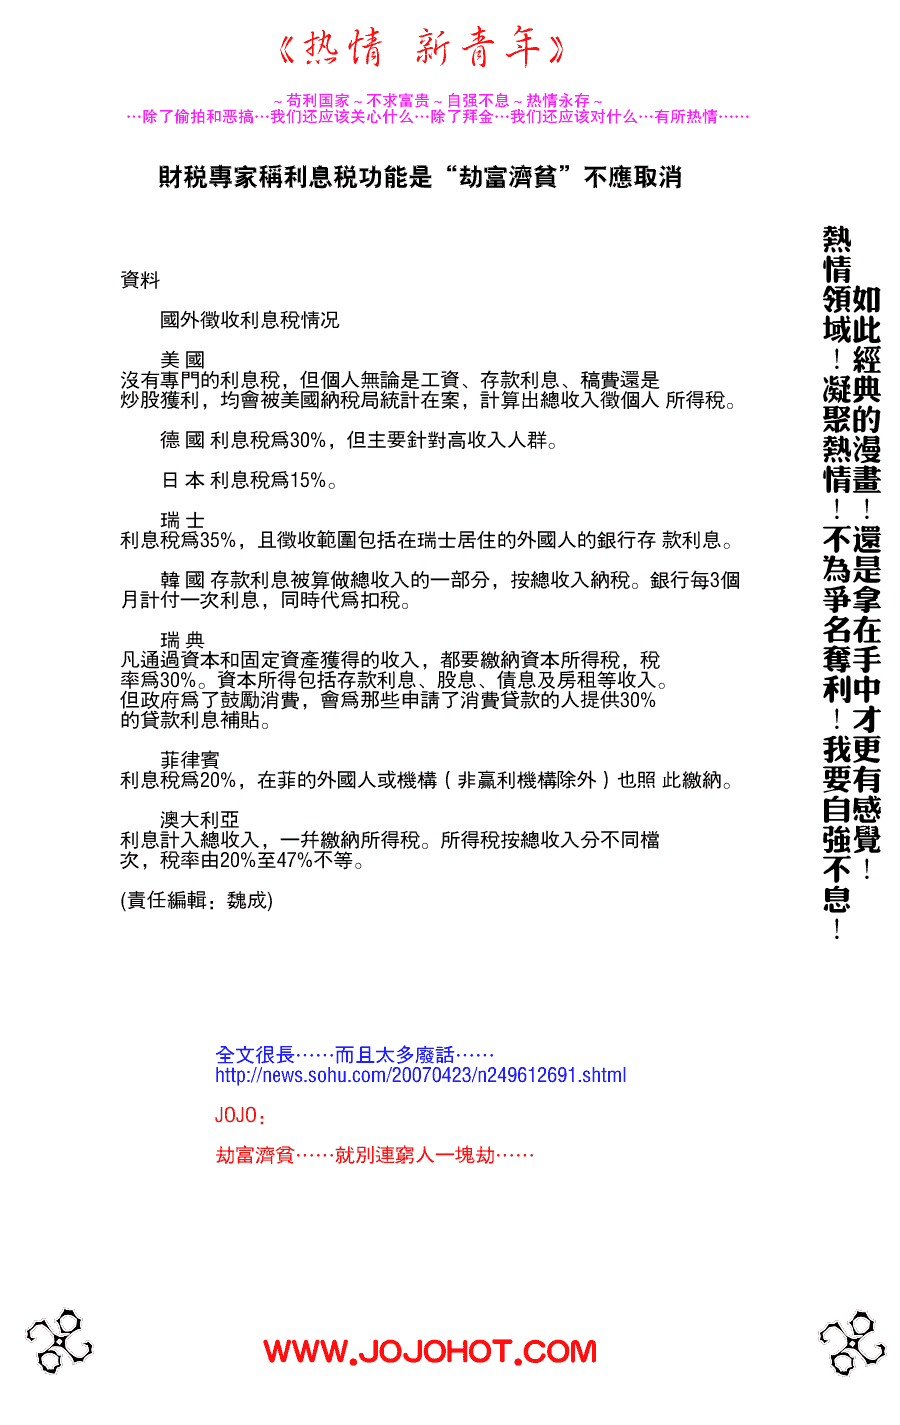 《热情 新青年》
~苟利国家~不求富贵~自强不息~热情永存~
…除了偷拍和恶搞…我们还应该关心什么…除了拜金…我们还应该对什么…有所热情……
財税專家稱利息税功能是“劫富濟貧”不應取消
資料
國外徵收利息稅情况
美 國
沒有專門的利息稅，但個人無論是工資、存款利息、稿費還是
炒股獲利，均會被美國納稅局統計在案，計算出總收入徵個人 所得稅。
德 國 利息稅爲30%，但主要針對高收入人群。
日 本 利息稅爲15%。
瑞 士
利息稅爲35%，且徵收範圍包括在瑞士居住的外國人的銀行存 款利息。
韓 國 存款利息被算做總收入的一部分，按總收入納稅。銀行每3個
月計付一次利息，同時代爲扣稅。
瑞 典
凡通過資本和固定資產獲得的收入，都要繳納資本所得稅，稅
率爲30%。資本所得包括存款利息、股息、債息及房租等收入。
但政府爲了鼓勵消費，會爲那些申請了消費貸款的人提供30%
的貸款利息補貼。
菲律賓
利息稅爲20%，在菲的外國人或機構（非赢利機構除外）也照 此繳納。
澳大利亞
利息計入總收入，一幷繳納所得稅。所得稅按總收入分不同檔
次，稅率由20%至47%不等。
(責任編輯：魏成)
如此經典的漫畫！還是拿在手中才更有感覺！
熱情領域！凝聚熱情！不為爭名奪利！我要自強不息！
全文很長……而且太多廢話……
http://news.sohu.com/20070423/n249612691.shtml
JOJO：
劫富濟貧……就別連窮人一塊劫……
WWW.JOJOHOT.COM